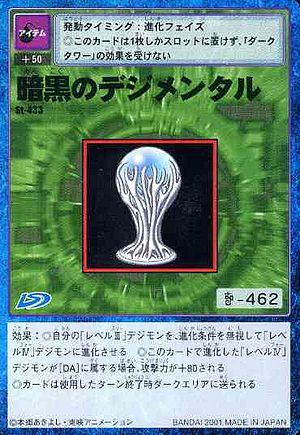 アイテム
+50
発動タイミング:進化フェイズ
◎このカードは1枚しかスロットに置けず、「ダーク
タワー」の効果を受けない
暗黒のデジメンタル
St-433
-462
効果:◎自分の「レベルⅢ」デジモンを、進化条件を無視して「レ
ベルⅣ」デジモンに進化させる ◎このカードで進化した「レベルⅣ」デ
ジモンが[DA]に属する場合、攻撃力が+80される
◎カードは使用したターン終了時ダークエリアに送られる
©本郷あきよし・東映アニメーション
BANDAI 2001 MADE IN JAPAN